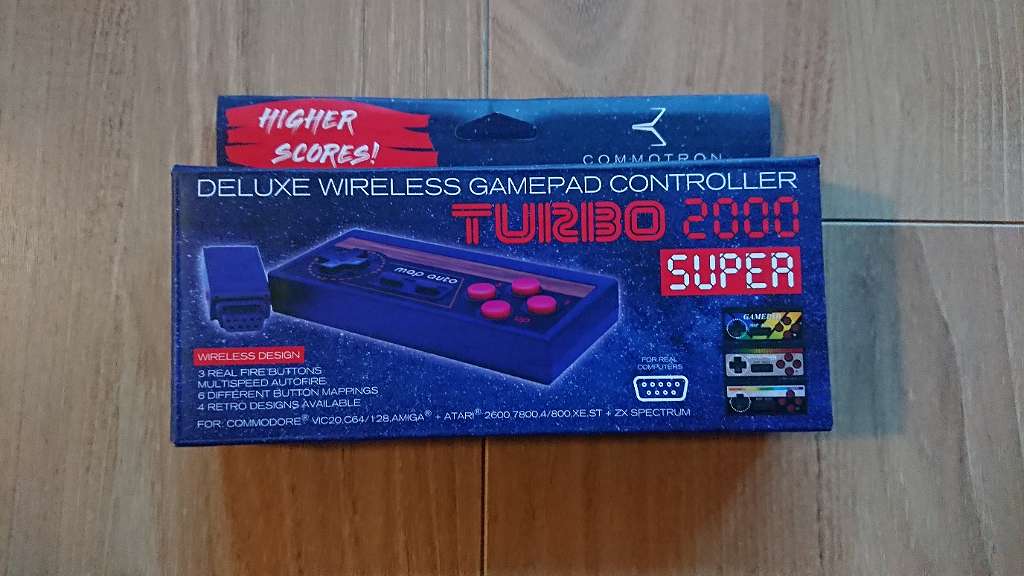 HIGHER
SCORES!
COMMOTRON
DELUXE WIRELESS GAMEPAD CONTROLLER
TURBO 2000
SUPER
map auto
GAMEPAD
WIRELESS DESIGN
3 REAL FIRE BUTTONS
MULTISPEED AUTOFIRE
6 DIFFERENT BUTTON MAPPINGS
4 RETRO DESIGNS AVAILABLE
FOR REAL
COMPUTERS
FOR: COMMODORE® VIC20,C64/128,AMIGA® + ATARI® 2600,7800,4/800,XE,ST + ZX SPECTRUM